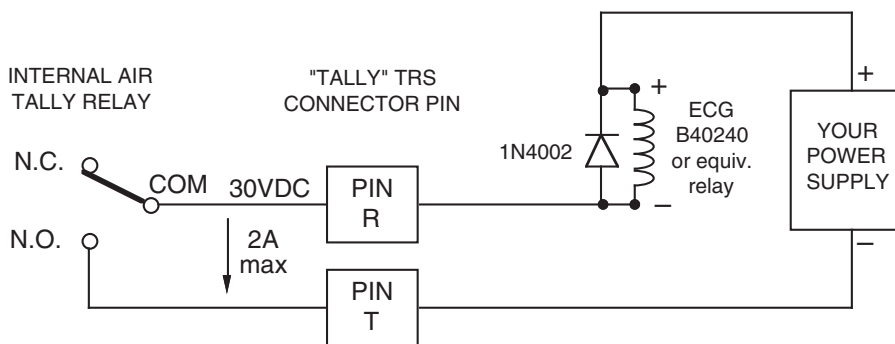 INTERNAL AIR
TALLY RELAY
"TALLY" TRS
CONNECTOR PIN
N.C.
COM
30VDC
PIN
R
N.O.
2A
max
PIN
T
1N4002
+
–
ECG
B40240
or equiv.
relay
+
YOUR
POWER
SUPPLY
–